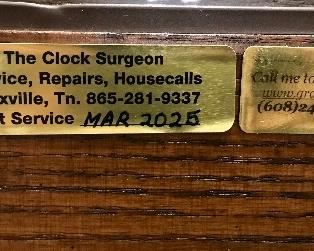 The Clock Surgeon
vice, Repairs, Housecalls
xville, Tn. 865-281-9337
t Service MAR 2025
Call me to
www.gr
(608)24